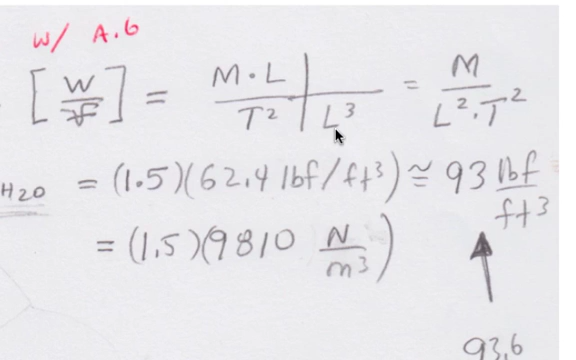 W/ A.6
[W/V] = M·L/T² | /L³ = M/L²·T²
H2O = (1.5)(62.4 lbf/ft³) ≅ 93 lbf/ft³
= (1.5)(9810 N/m³)
93.6